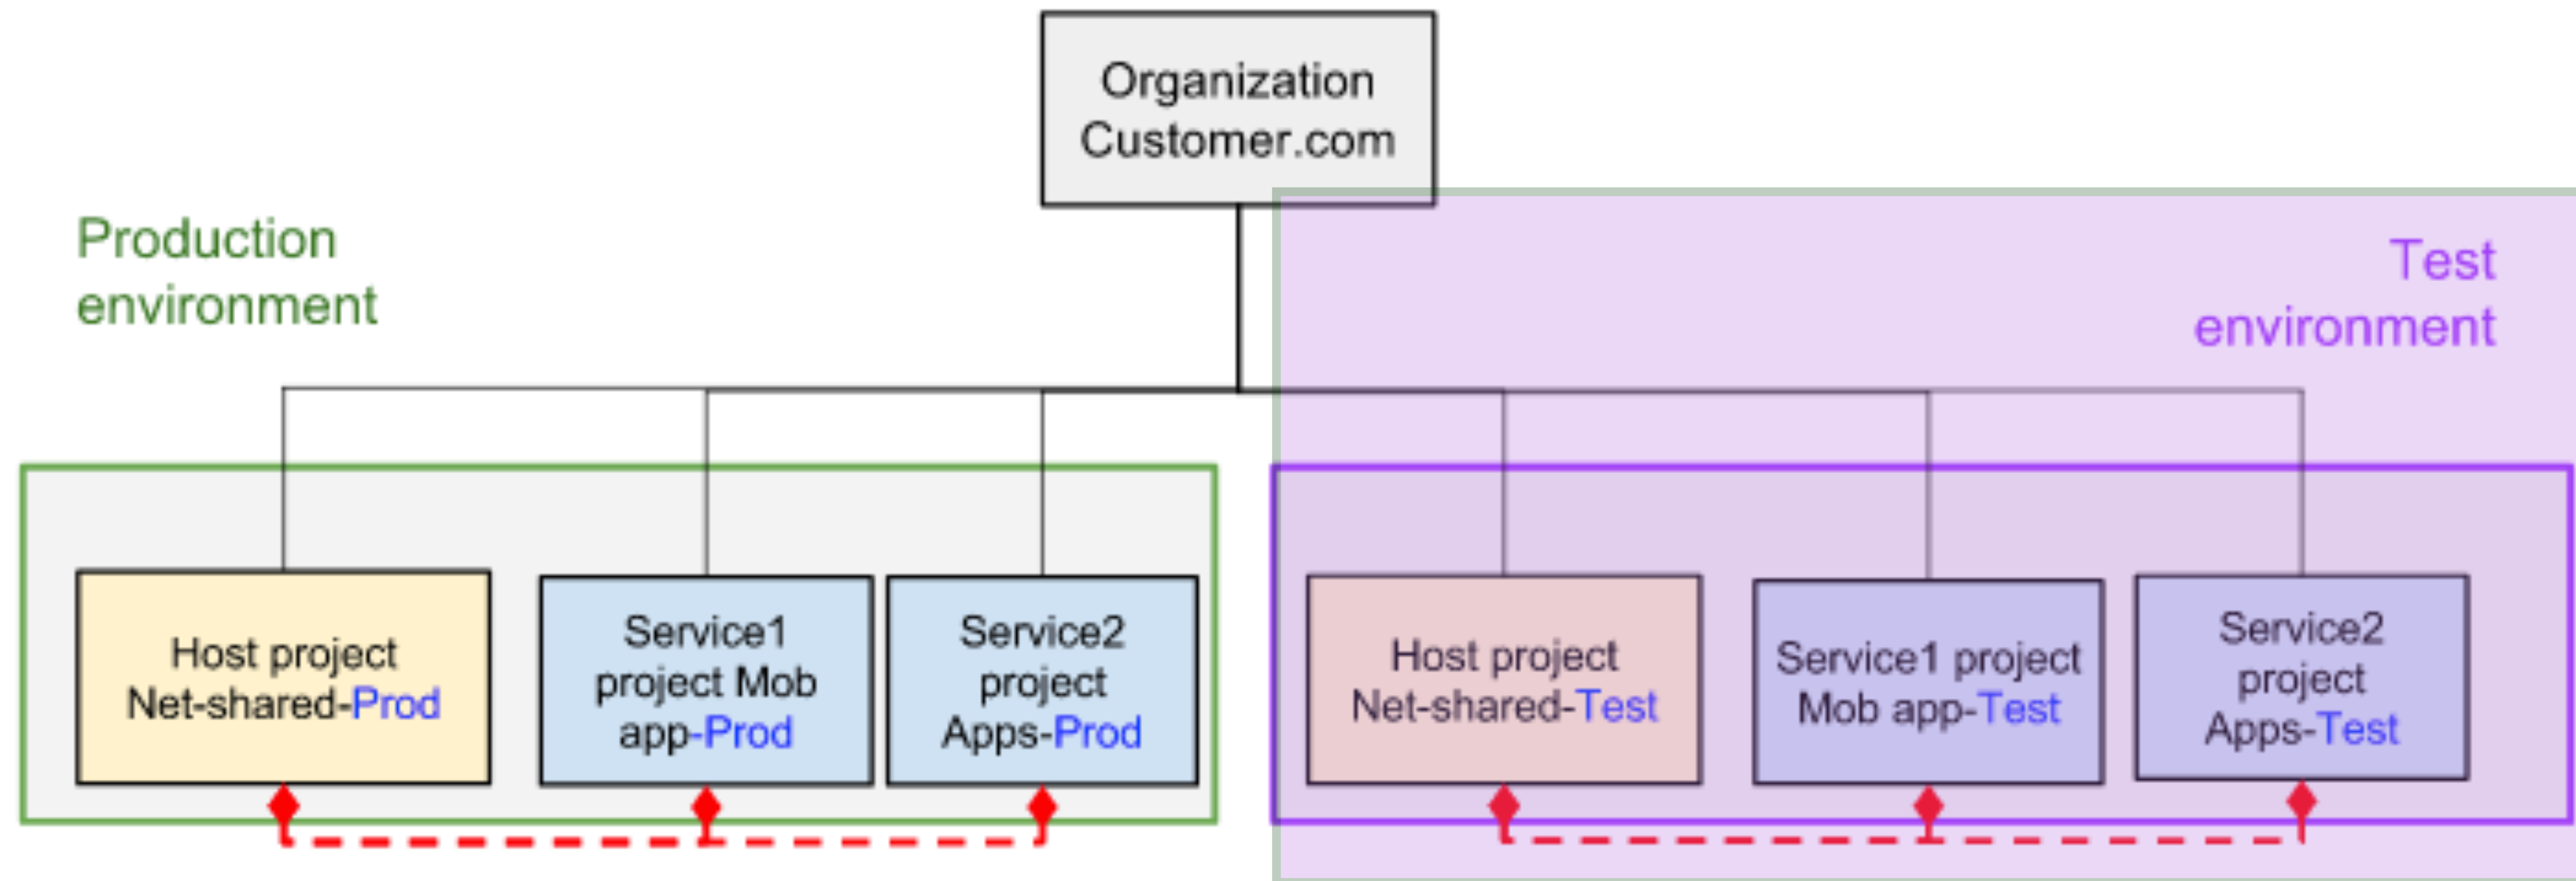 Organization
Customer.com
Production
environment
Test
environment
Host project
Net-shared-Prod
Service1
project Mob
app-Prod
Service2
project
Apps-Prod
Host project
Net-shared-Test
Service1 project
Mob app-Test
Service2
project
Apps-Test